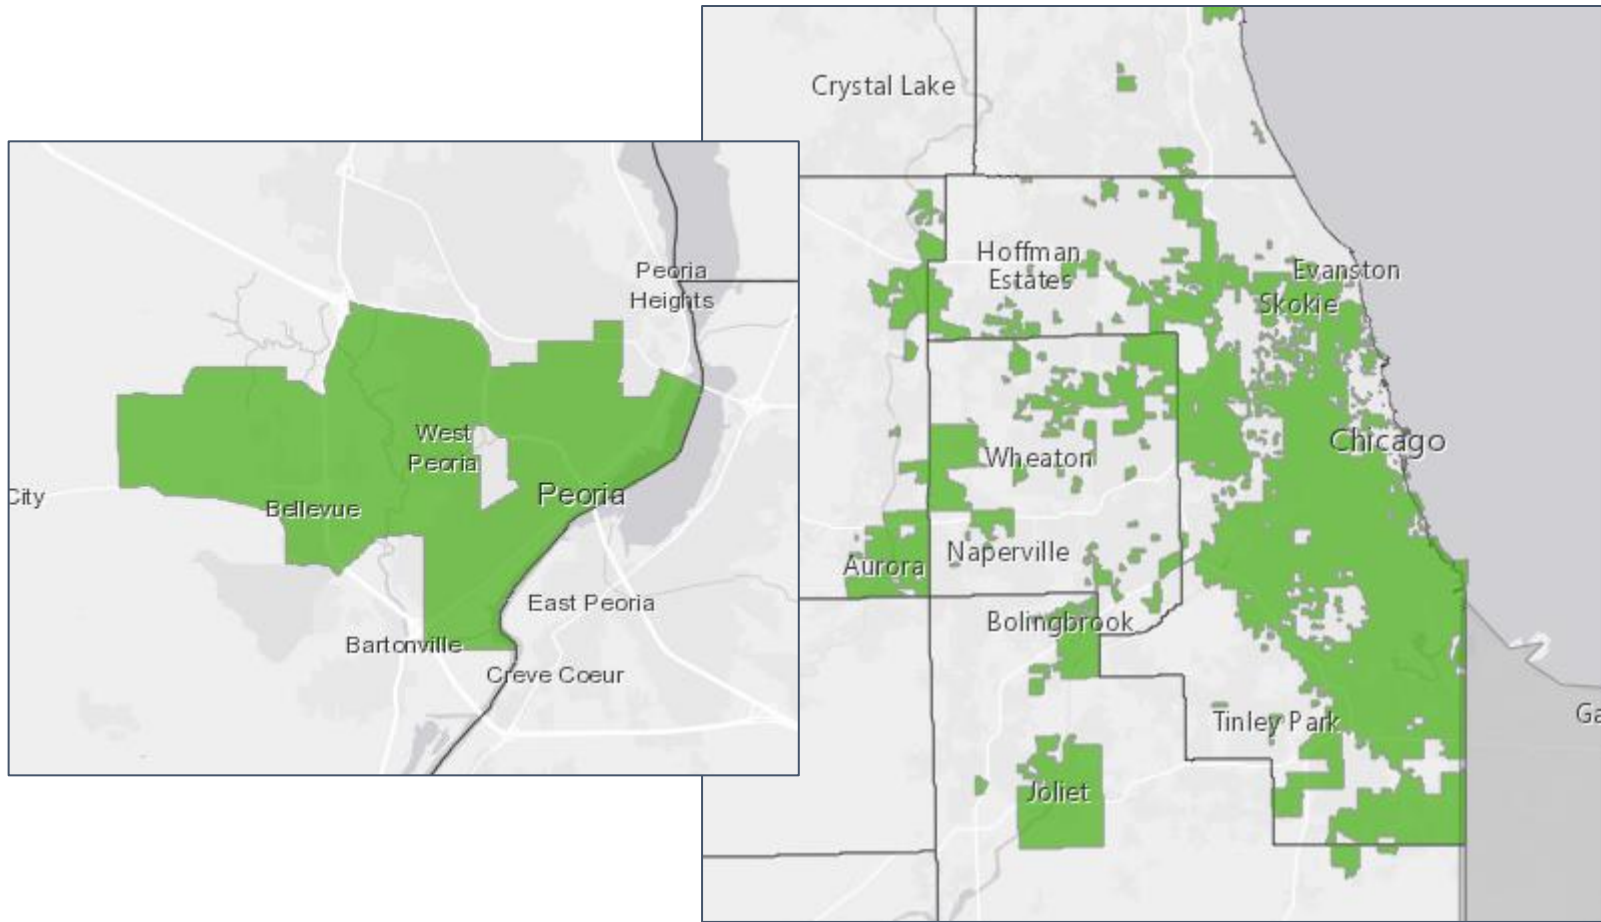 Peoria
Heights
West
Peoria
Peoria
City
Bellevue
East Peoria
Bartonville
Creve Coeur
Crystal Lake
Hoffman
Estates
Evanston
Skokie
Chicago
Wheaton
Naperville
Aurora
Bolingbrook
Tinley Park
Ga
Joliet